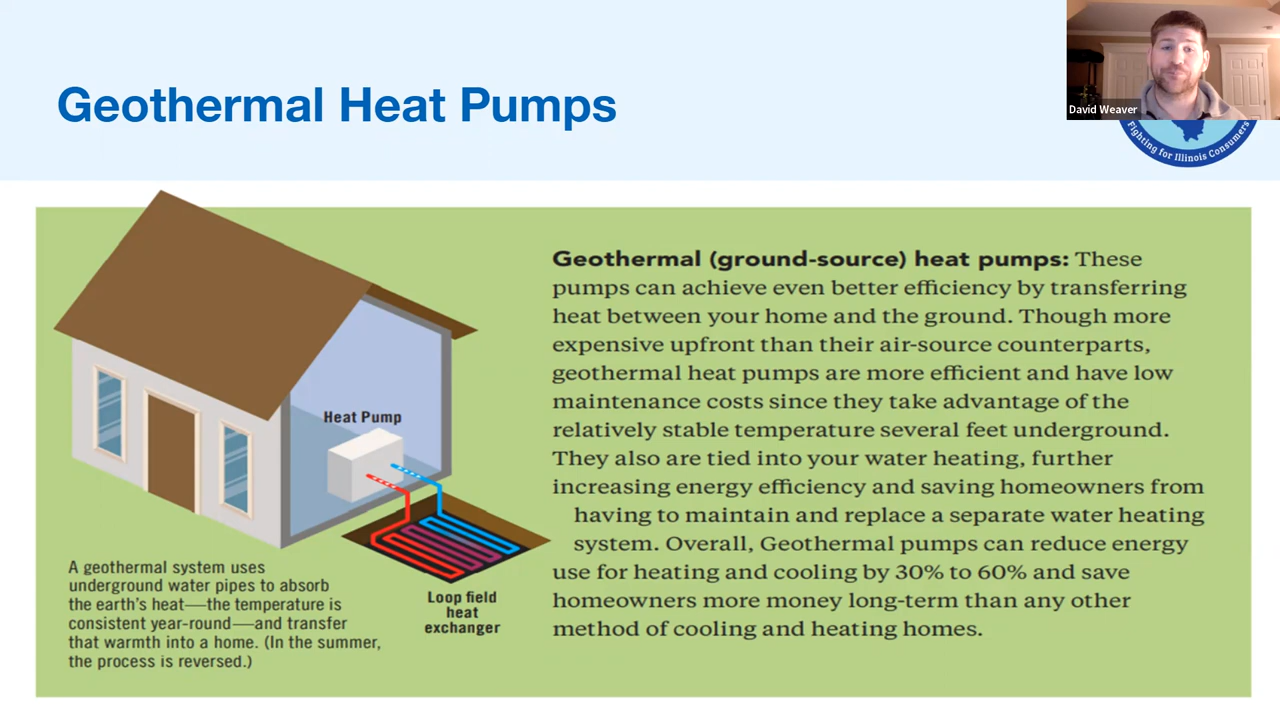 Geothermal Heat Pumps
David Weaver
Fighting for Illinois Consumers
Geothermal (ground-source) heat pumps: These
pumps can achieve even better efficiency by transferring
heat between your home and the ground. Though more
expensive upfront than their air-source counterparts,
geothermal heat pumps are more efficient and have low
maintenance costs since they take advantage of the
relatively stable temperature several feet underground.
They also are tied into your water heating, further
increasing energy efficiency and saving homeowners from
having to maintain and replace a separate water heating
system. Overall, Geothermal pumps can reduce energy
use for heating and cooling by 30% to 60% and save
homeowners more money long-term than any other
method of cooling and heating homes.
Heat Pump
Loop field
heat
exchanger
A geothermal system uses
underground water pipes to absorb
the earth's heat—the temperature is
consistent year-round—and transfer
that warmth into a home. (In the summer,
the process is reversed.)